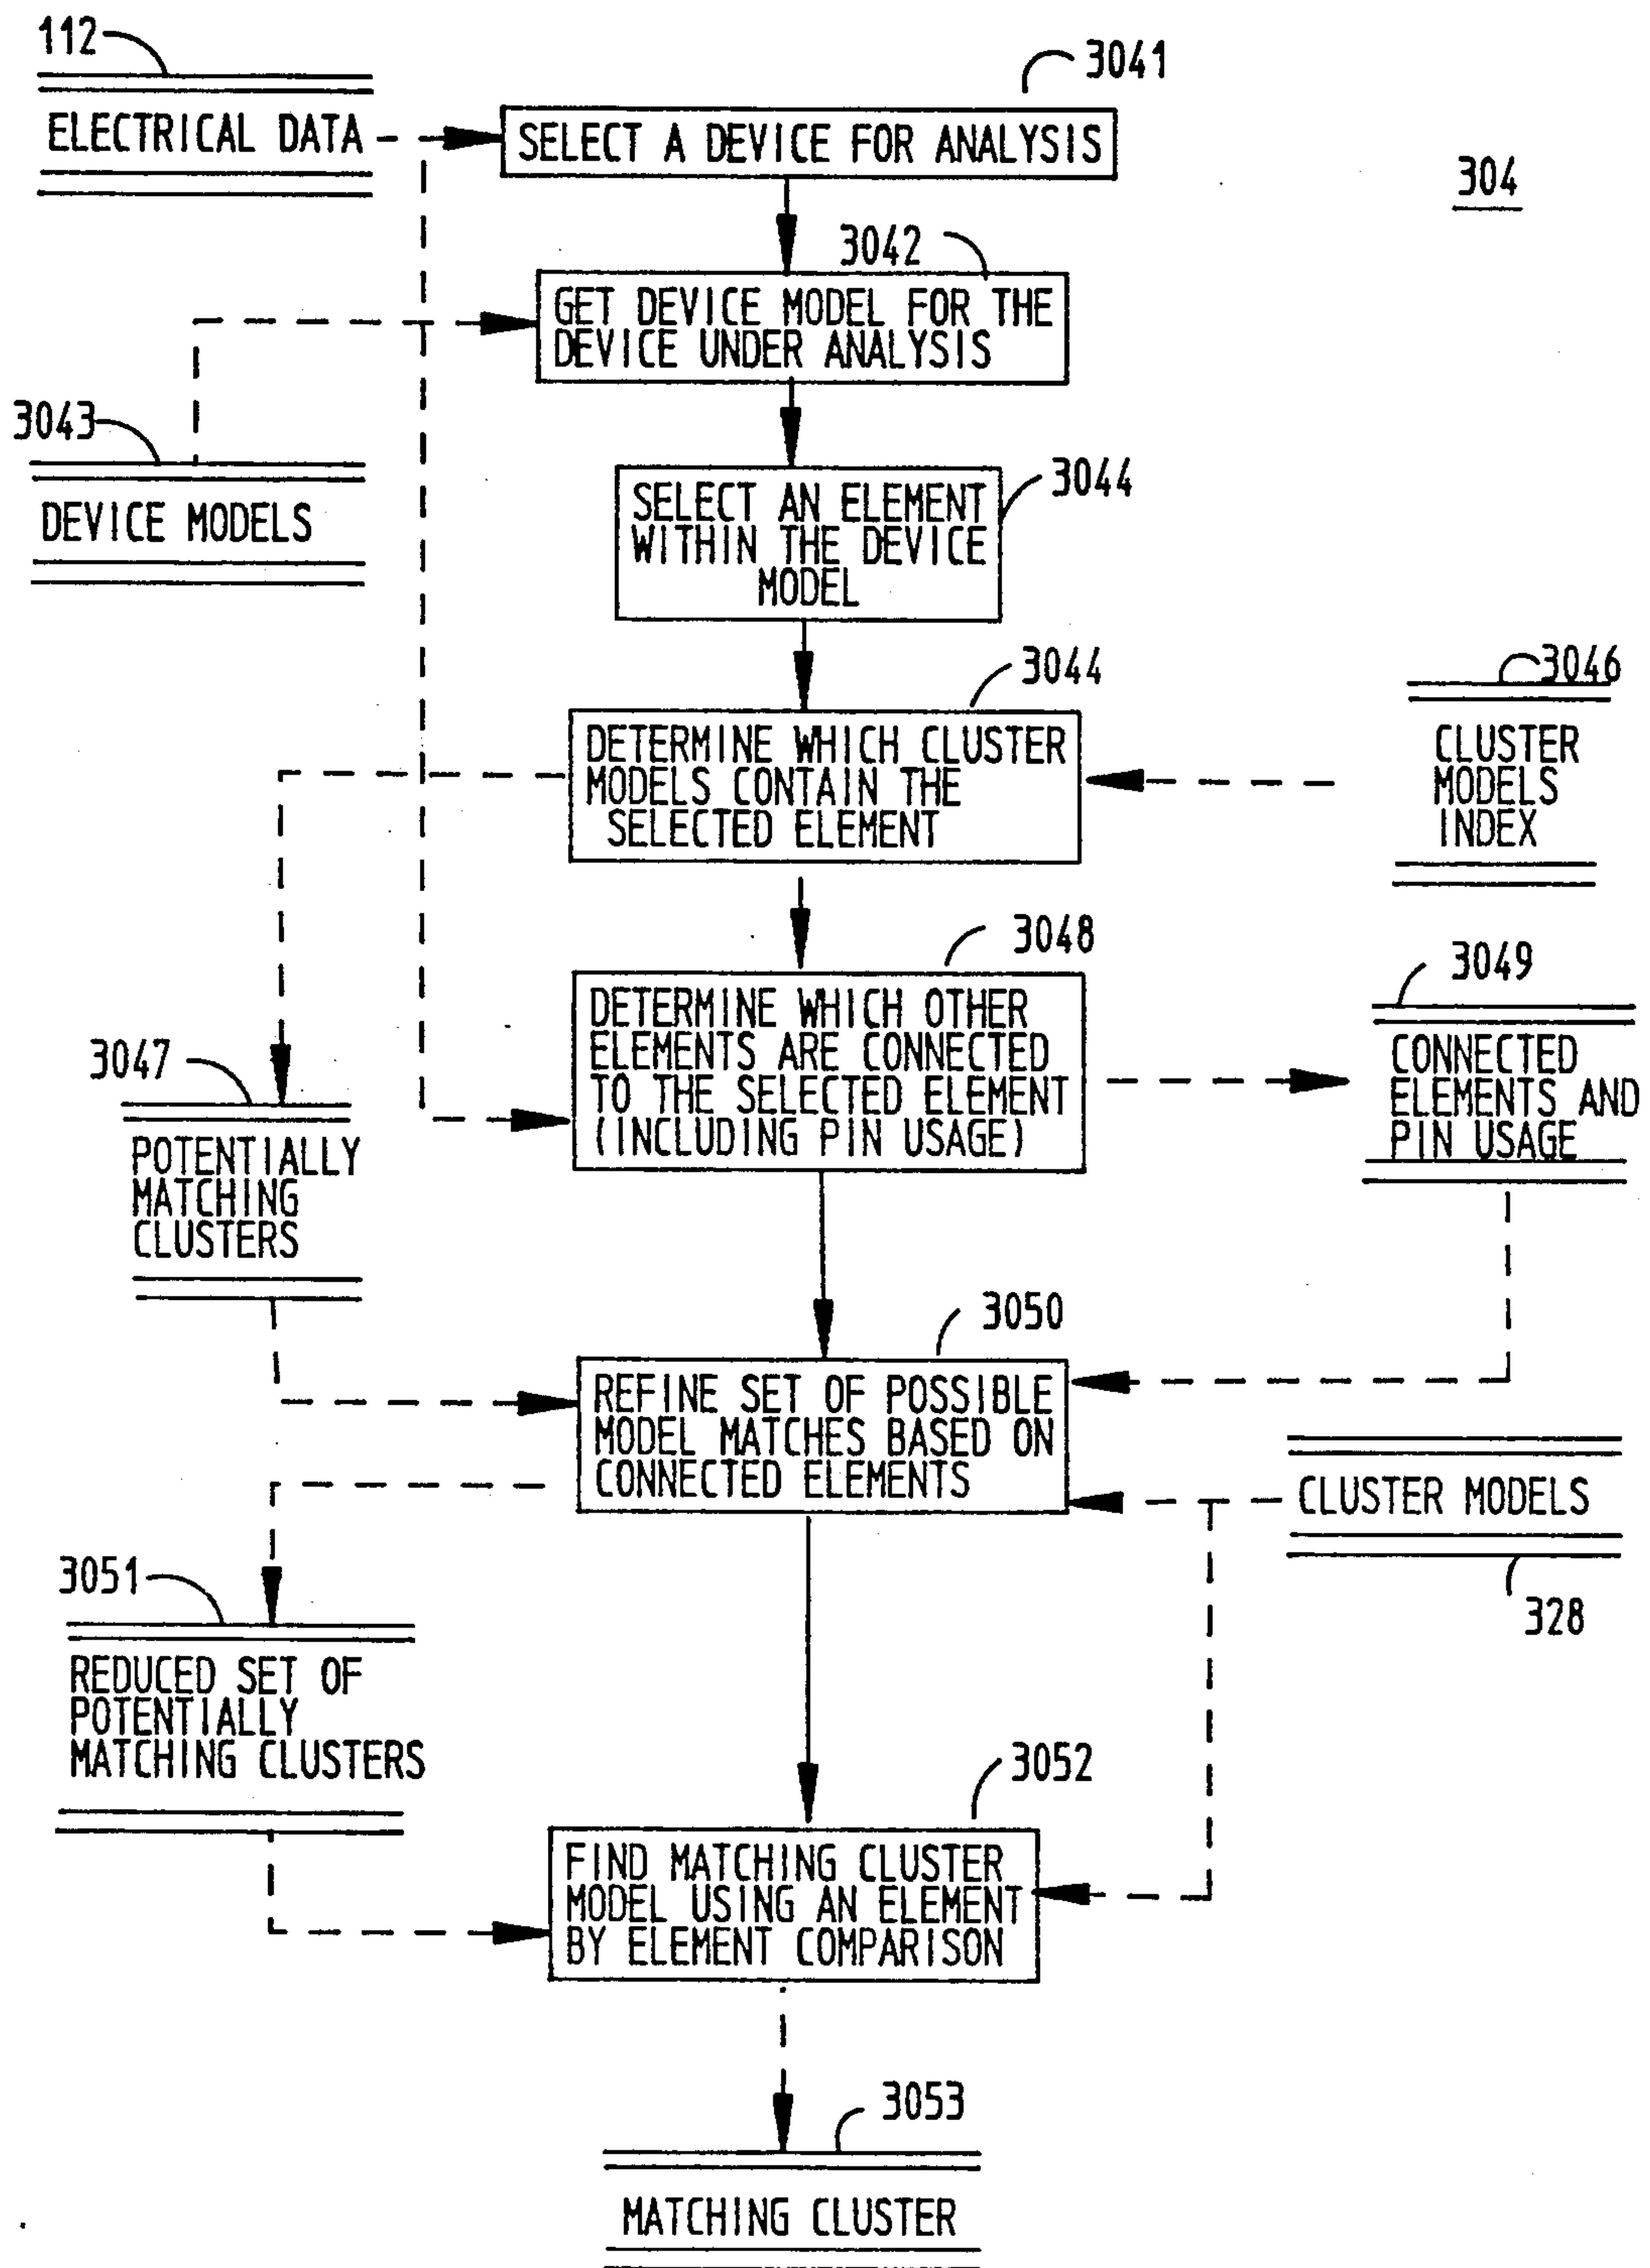 112
ELECTRICAL DATA
3041
SELECT A DEVICE FOR ANALYSIS
304
3042
GET DEVICE MODEL FOR THE
DEVICE UNDER ANALYSIS
3043
DEVICE MODELS
3044
SELECT AN ELEMENT
WITHIN THE DEVICE
MODEL
3044
DETERMINE WHICH CLUSTER
MODELS CONTAIN THE
SELECTED ELEMENT
3046
CLUSTER
MODELS
INDEX
3048
DETERMINE WHICH OTHER
ELEMENTS ARE CONNECTED
TO THE SELECTED ELEMENT
(INCLUDING PIN USAGE)
3049
CONNECTED
ELEMENTS AND
PIN USAGE
3047
POTENTIALLY
MATCHING
CLUSTERS
3050
REFINE SET OF POSSIBLE
MODEL MATCHES BASED ON
CONNECTED ELEMENTS
CLUSTER MODELS
328
3051
REDUCED SET OF
POTENTIALLY
MATCHING CLUSTERS
3052
FIND MATCHING CLUSTER
MODEL USING AN ELEMENT
BY ELEMENT COMPARISON
3053
MATCHING CLUSTER